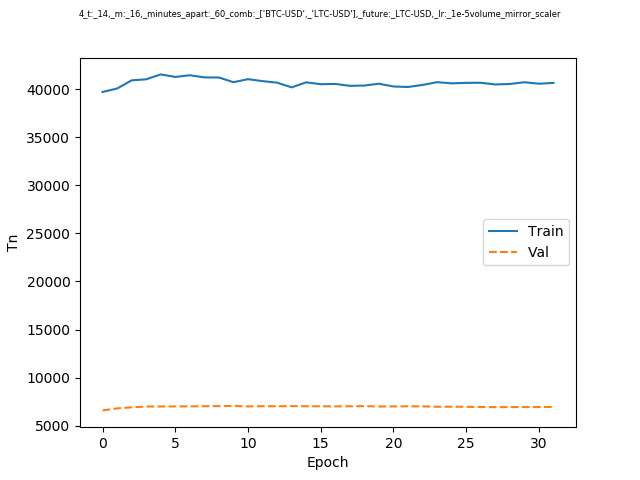 4_t:_14,_m:_16,_minutes_apart:_60_comb:_['BTC-USD',_'LTC-USD'],_future:_LTC-USD,_lr:_1e-5volume_mirror_scaler
40000
35000
30000
25000
20000
15000
10000
5000
Tn
Train
Val
0 5 10 15 20 25 30
Epoch